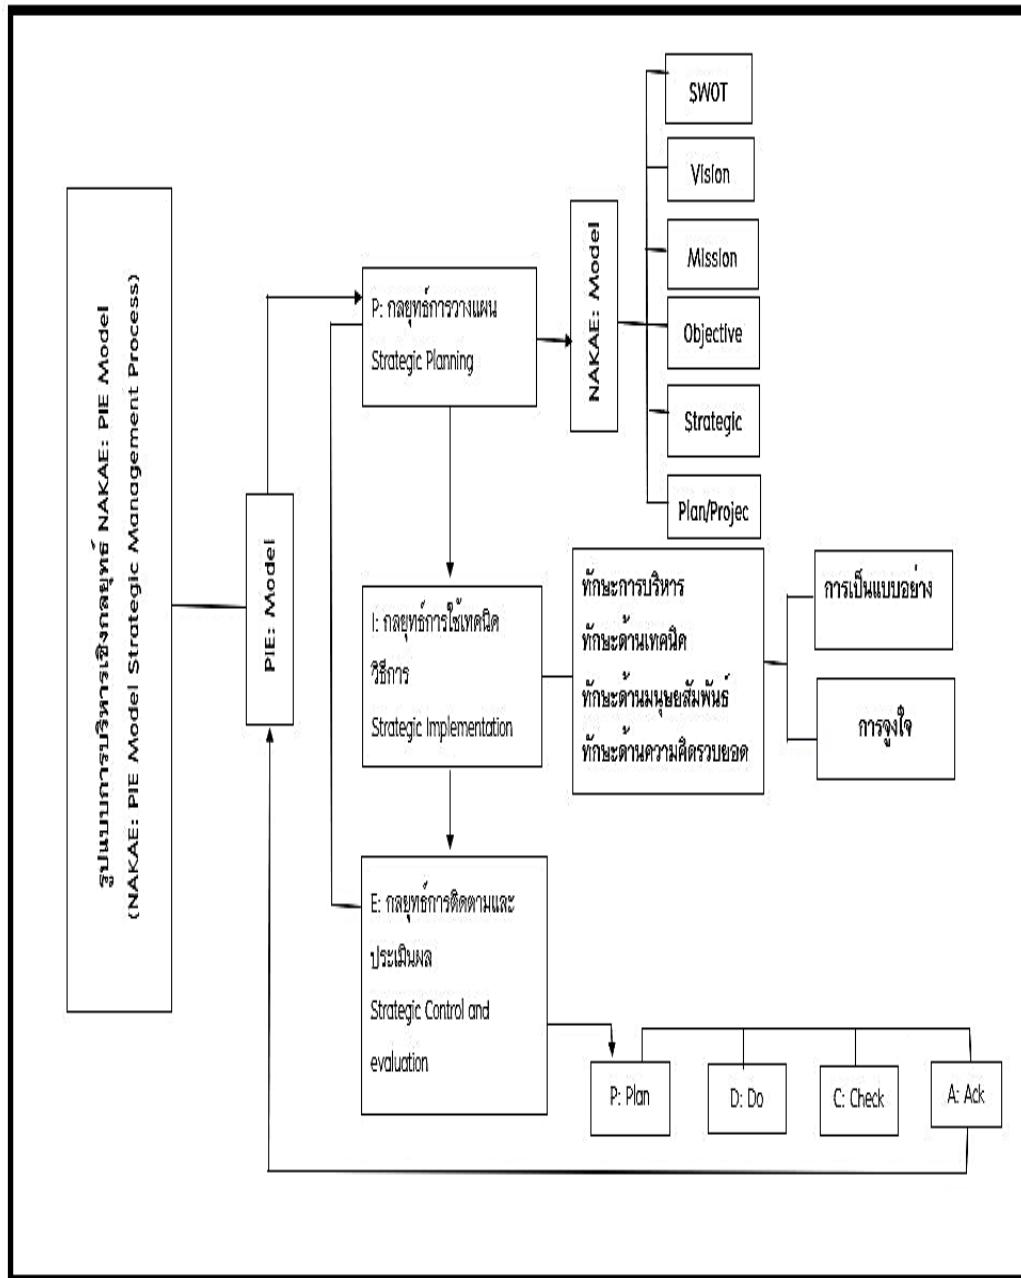 รูปแบบการบริหารเชิงกลยุทธ์ NAKAE: PIE Model
(NAKAE: PIE Model Strategic Management Process)
PIE: Model
P: กลยุทธ์การวางแผน
Strategic Planning
NAKAE: Model
SWOT
Vision
Mission
Objective
Strategic
Plan/Projec
I: กลยุทธ์การใช้เทคนิค
วิธีการ
Strategic Implementation
ทักษะการบริหาร
ทักษะด้านเทคนิค
ทักษะด้านมนุษยสัมพันธ์
ทักษะด้านความคิดรวบยอด
การเป็นแบบอย่าง
การจูงใจ
E: กลยุทธ์การติดตามและ
ประเมินผล
Strategic Control and
evaluation
P: Plan
D: Do
C: Check
A: Ack